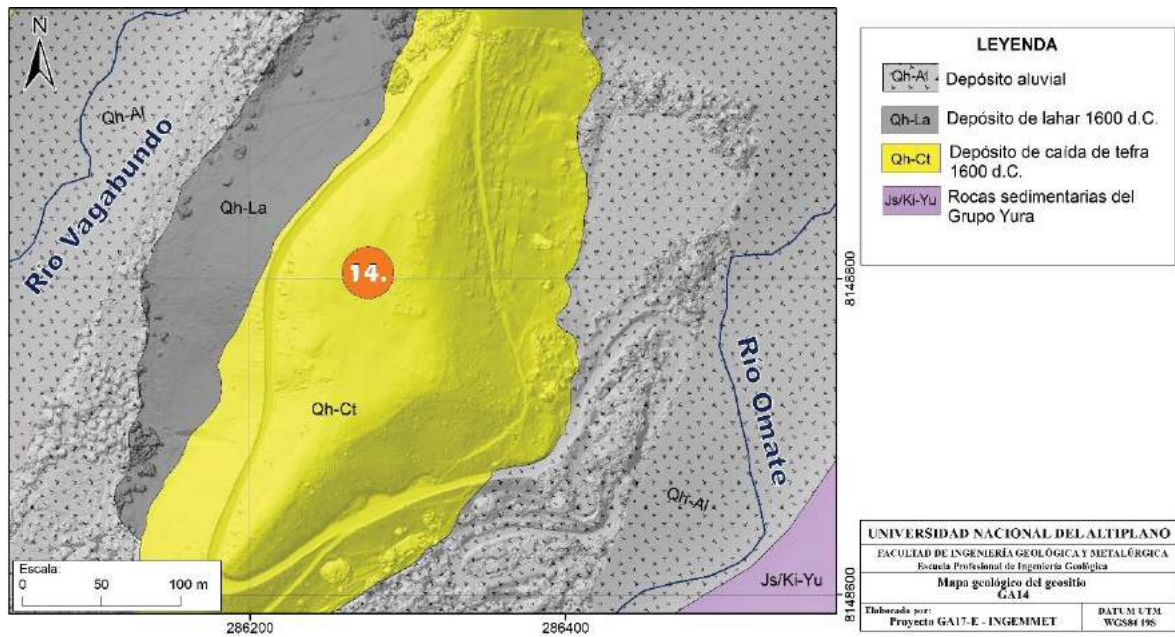 N
Qh-Al
Río Vagabundo
Qh-La
14.
Qh-Ct
Río Omate
Qh-Al
Js/Ki-Yu
Escala:
0 50 100 m
286200 286400
8148800
8148600
LEYENDA
Qh-Al Depósito aluvial
Qh-La Depósito de lahar 1600 d.C.
Qh-Ct Depósito de caída de tefra
1600 d.C.
Js/Ki-Yu Rocas sedimentarias del
Grupo Yura
UNIVERSIDAD NACIONAL DEL ALTIPLANO
FACULTAD DE INGENIERÍA GEOLÓGICA Y METALÚRGICA
Escuela Profesional de Ingeniería Geológica
Mapa geológico del geositio
GA14
Elaborado por:
Proyecto GA17-E - INGEMMET
DATUM UTM
WGS84 19S